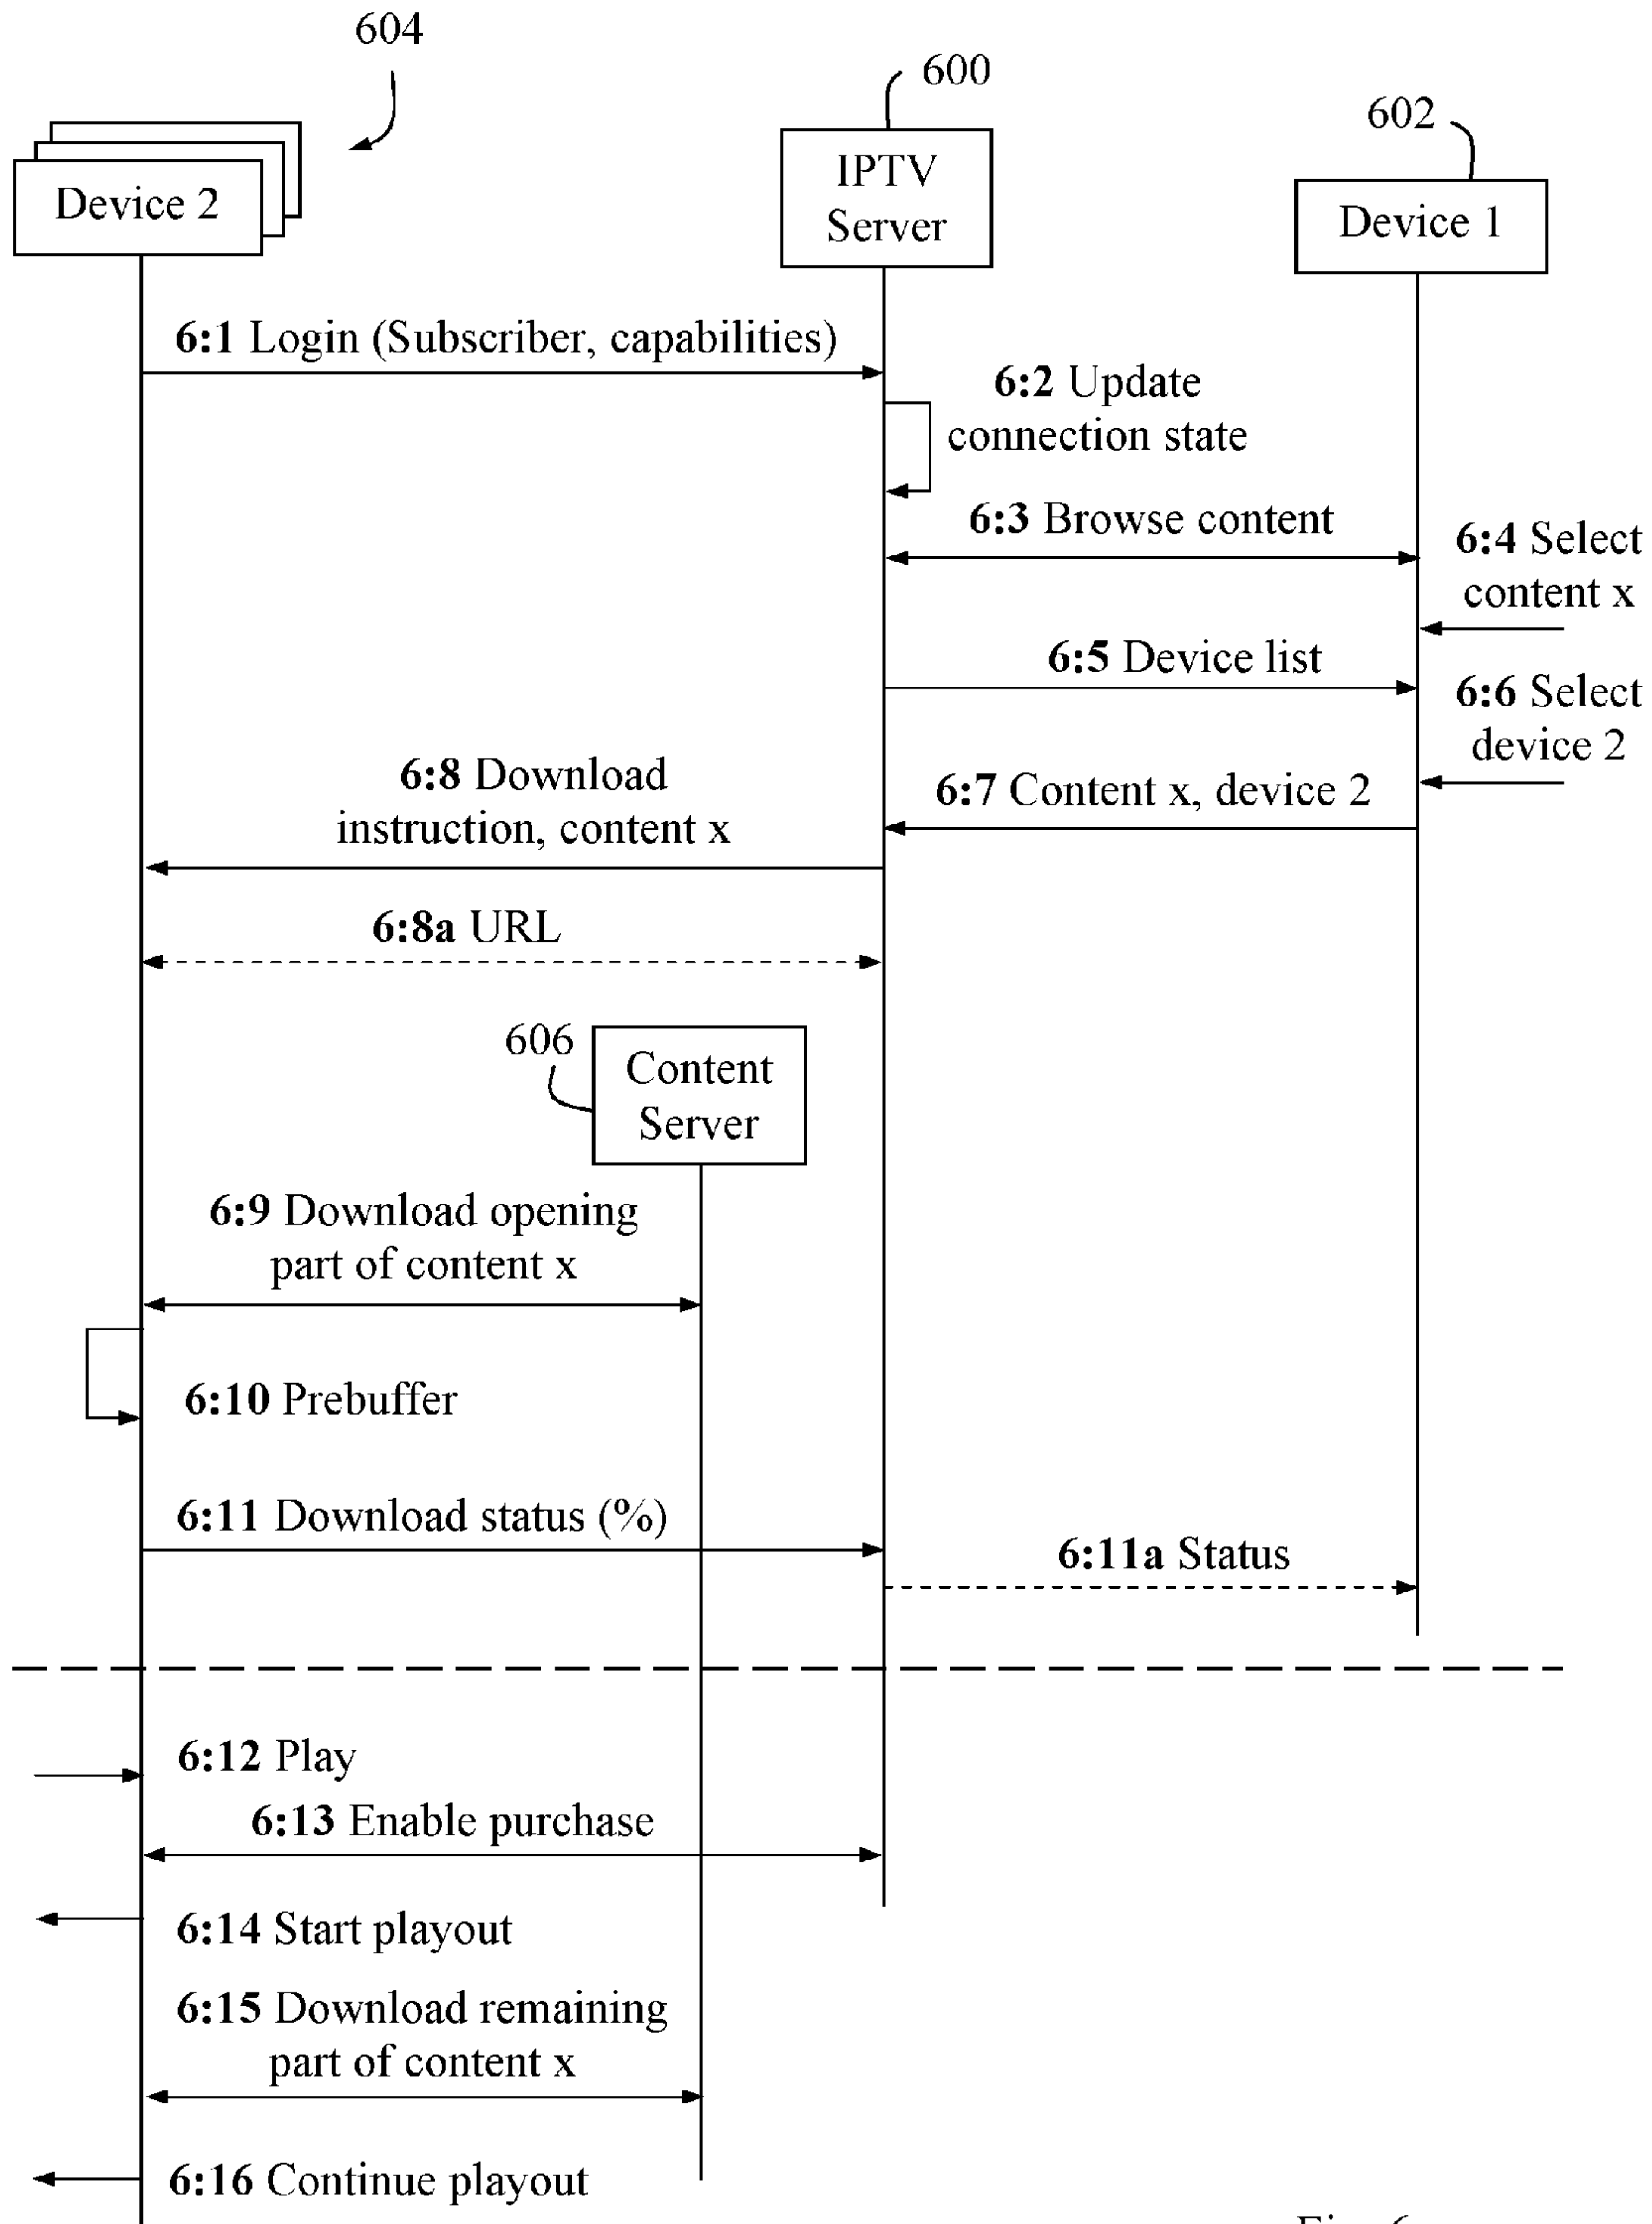 604
600
602
Device 2
IPTV
Server
Device 1
6:1 Login (Subscriber, capabilities)
6:2 Update
connection state
6:3 Browse content
6:4 Select
content x
6:5 Device list
6:6 Select
device 2
6:7 Content x, device 2
6:8 Download
instruction, content x
6:8a URL
606
Content
Server
6:9 Download opening
part of content x
6:10 Prebuffer
6:11 Download status (%)
6:11a Status
6:12 Play
6:13 Enable purchase
6:14 Start playout
6:15 Download remaining
part of content x
6:16 Continue playout